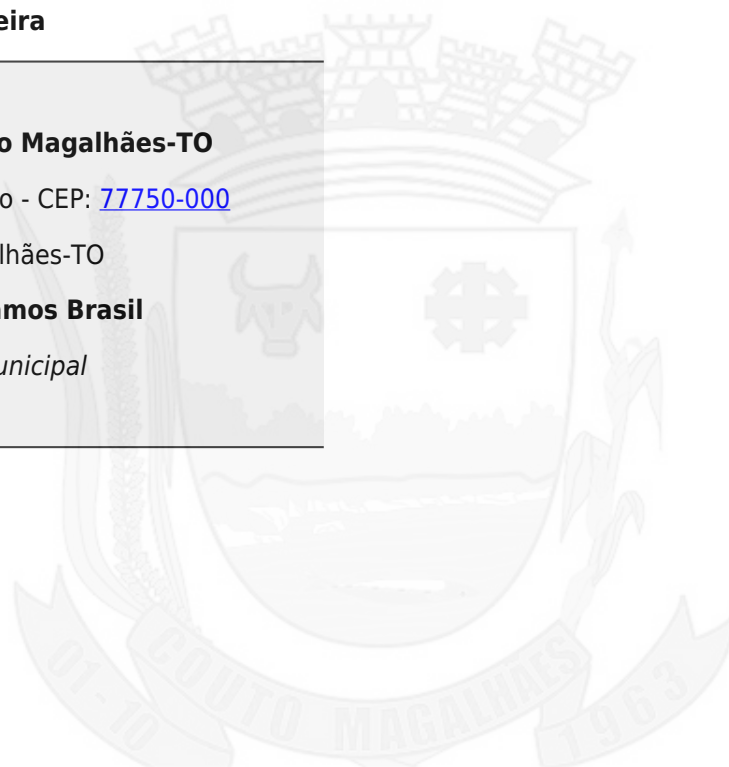 eira
o Magalhães-TO
o - CEP: 77750-000
lhães-TO
amos Brasil
unicipal
01-10 COUTO MAGALHÃES 1963